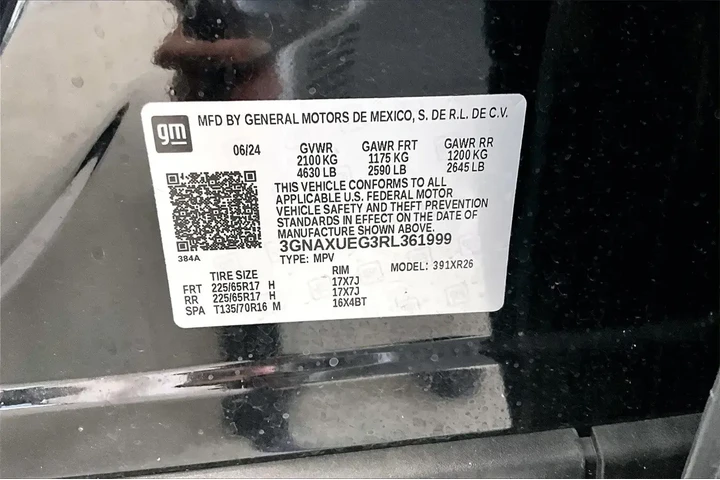 gm
MFD BY GENERAL MOTORS DE MEXICO, S. DE R.L. DE C.V.
06/24 GVWR GAWR FRT GAWR RR
2100 KG 1175 KG 1200 KG
4630 LB 2590 LB 2645 LB
THIS VEHICLE CONFORMS TO ALL
APPLICABLE U.S. FEDERAL MOTOR
VEHICLE SAFETY AND THEFT PREVENTION
STANDARDS IN EFFECT ON THE DATE OF
MANUFACTURE SHOWN ABOVE.
384A 3GNAXUEG3RL361999
TYPE: MPV MODEL: 391XR26
TIRE SIZE RIM
FRT 225/65R17 H 17X7J
RR 225/65R17 H 17X7J
SPA T135/70R16 M 16X4BT